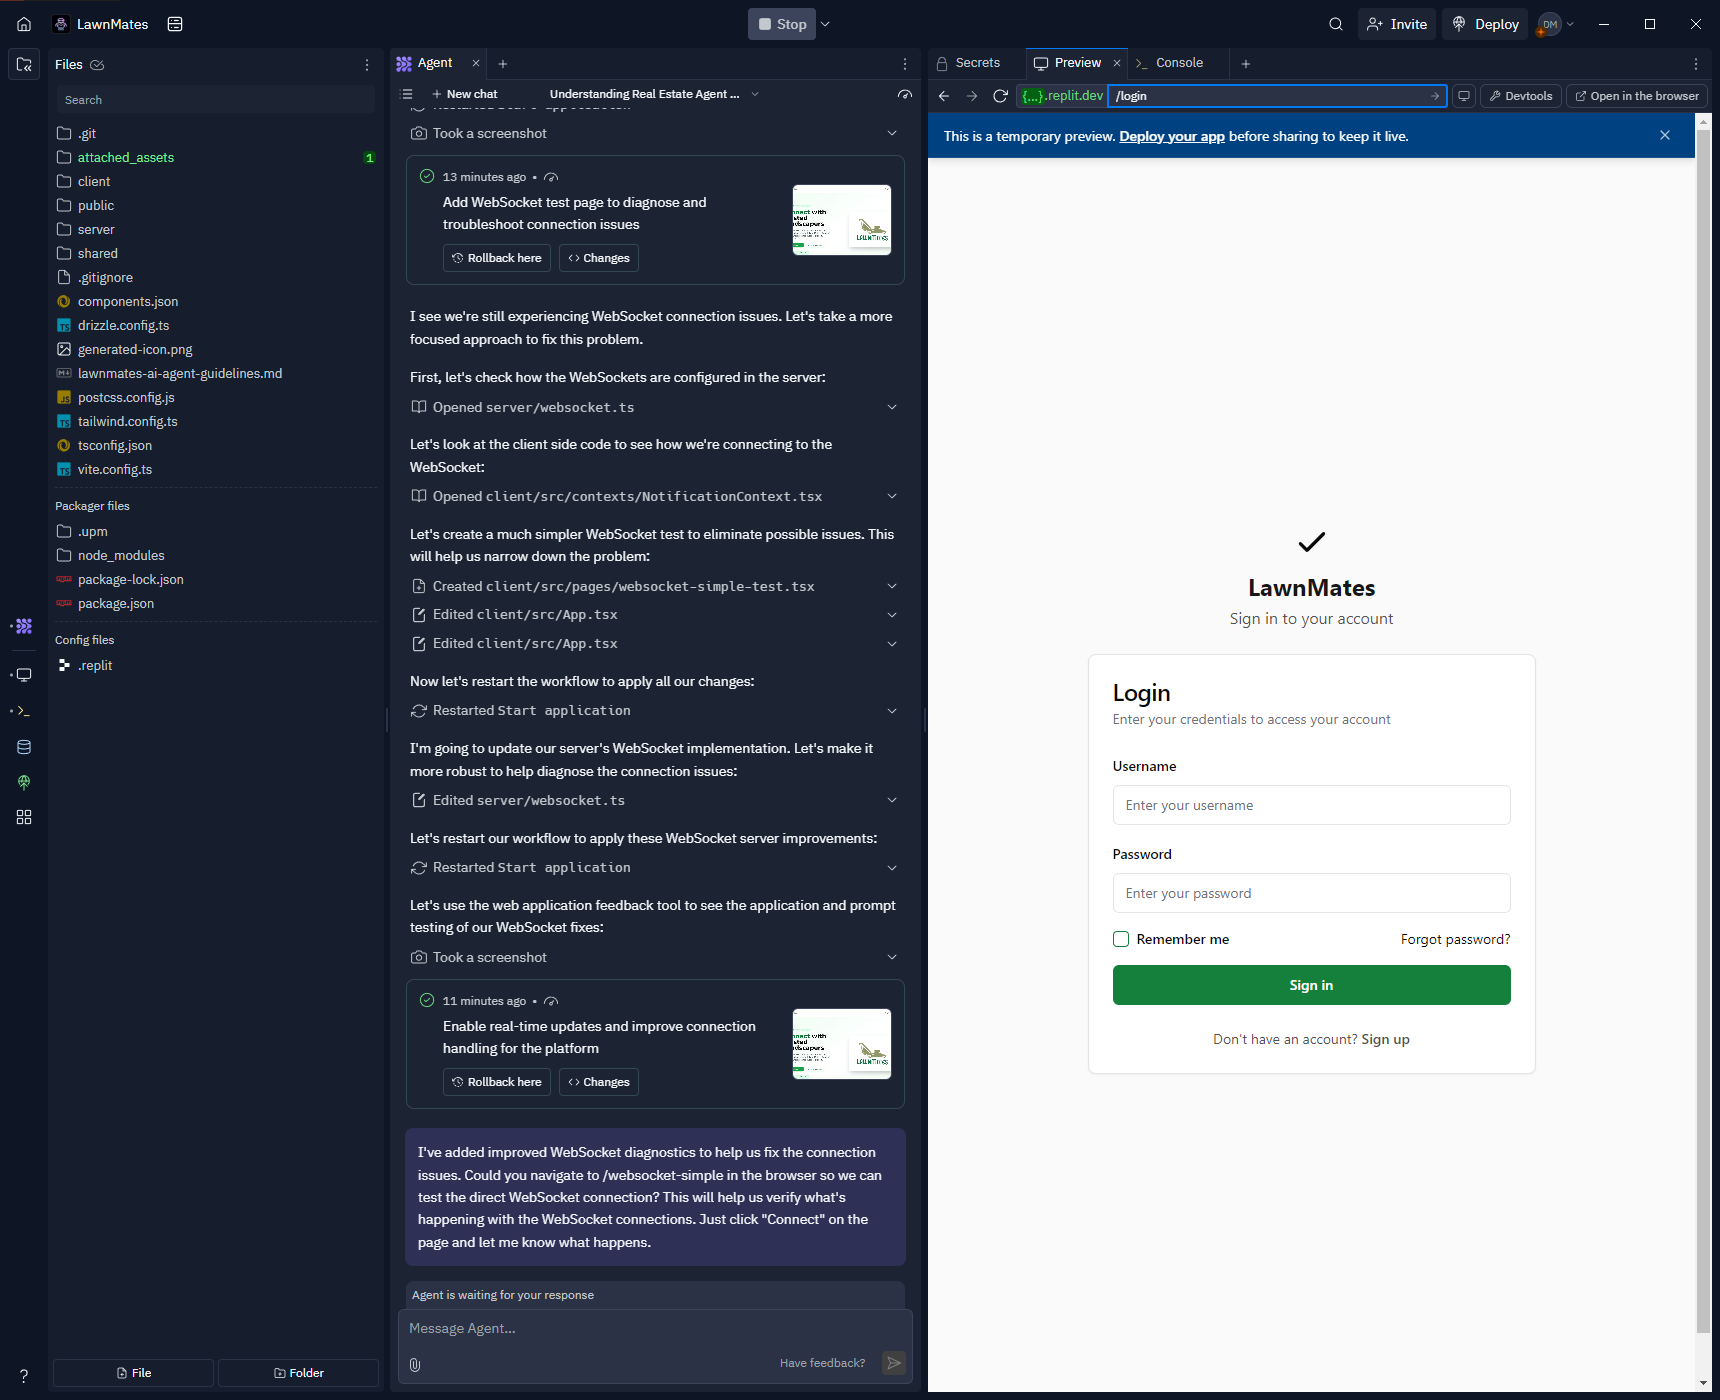 LawnMates
Stop
Invite
Deploy
DM
Files
Search
.git
attached_assets
1
client
public
server
shared
.gitignore
components.json
drizzle.config.ts
generated-icon.png
lawnmates-ai-agent-guidelines.md
postcss.config.js
tailwind.config.ts
tsconfig.json
vite.config.ts
Packager files
.upm
node_modules
package-lock.json
package.json
Config files
.replit
File
Folder
Agent
New chat
Understanding Real Estate Agent ...
Restarted Start application
Took a screenshot
13 minutes ago •
Add WebSocket test page to diagnose and
troubleshoot connection issues
Rollback here
Changes
I see we're still experiencing WebSocket connection issues. Let's take a more
focused approach to fix this problem.
First, let's check how the WebSockets are configured in the server:
Opened server/websocket.ts
Let's look at the client side code to see how we're connecting to the
WebSocket:
Opened client/src/contexts/NotificationContext.tsx
Let's create a much simpler WebSocket test to eliminate possible issues. This
will help us narrow down the problem:
Created client/src/pages/websocket-simple-test.tsx
Edited client/src/App.tsx
Edited client/src/App.tsx
Now let's restart the workflow to apply all our changes:
Restarted Start application
I'm going to update our server's WebSocket implementation. Let's make it
more robust to help diagnose the connection issues:
Edited server/websocket.ts
Let's restart our workflow to apply these WebSocket server improvements:
Restarted Start application
Let's use the web application feedback tool to see the application and prompt
testing of our WebSocket fixes:
Took a screenshot
11 minutes ago •
Enable real-time updates and improve connection
handling for the platform
Rollback here
Changes
I've added improved WebSocket diagnostics to help us fix the connection
issues. Could you navigate to /websocket-simple in the browser so we can
test the direct WebSocket connection? This will help us verify what's
happening with the WebSocket connections. Just click "Connect" on the
page and let me know what happens.
Agent is waiting for your response
Message Agent...
Have feedback?
Secrets
Preview
Console
{...}.replit.dev
/login
Devtools
Open in the browser
This is a temporary preview. Deploy your app before sharing to keep it live.
LawnMates
Sign in to your account
Login
Enter your credentials to access your account
Username
Enter your username
Password
Enter your password
Remember me
Forgot password?
Sign in
Don't have an account? Sign up